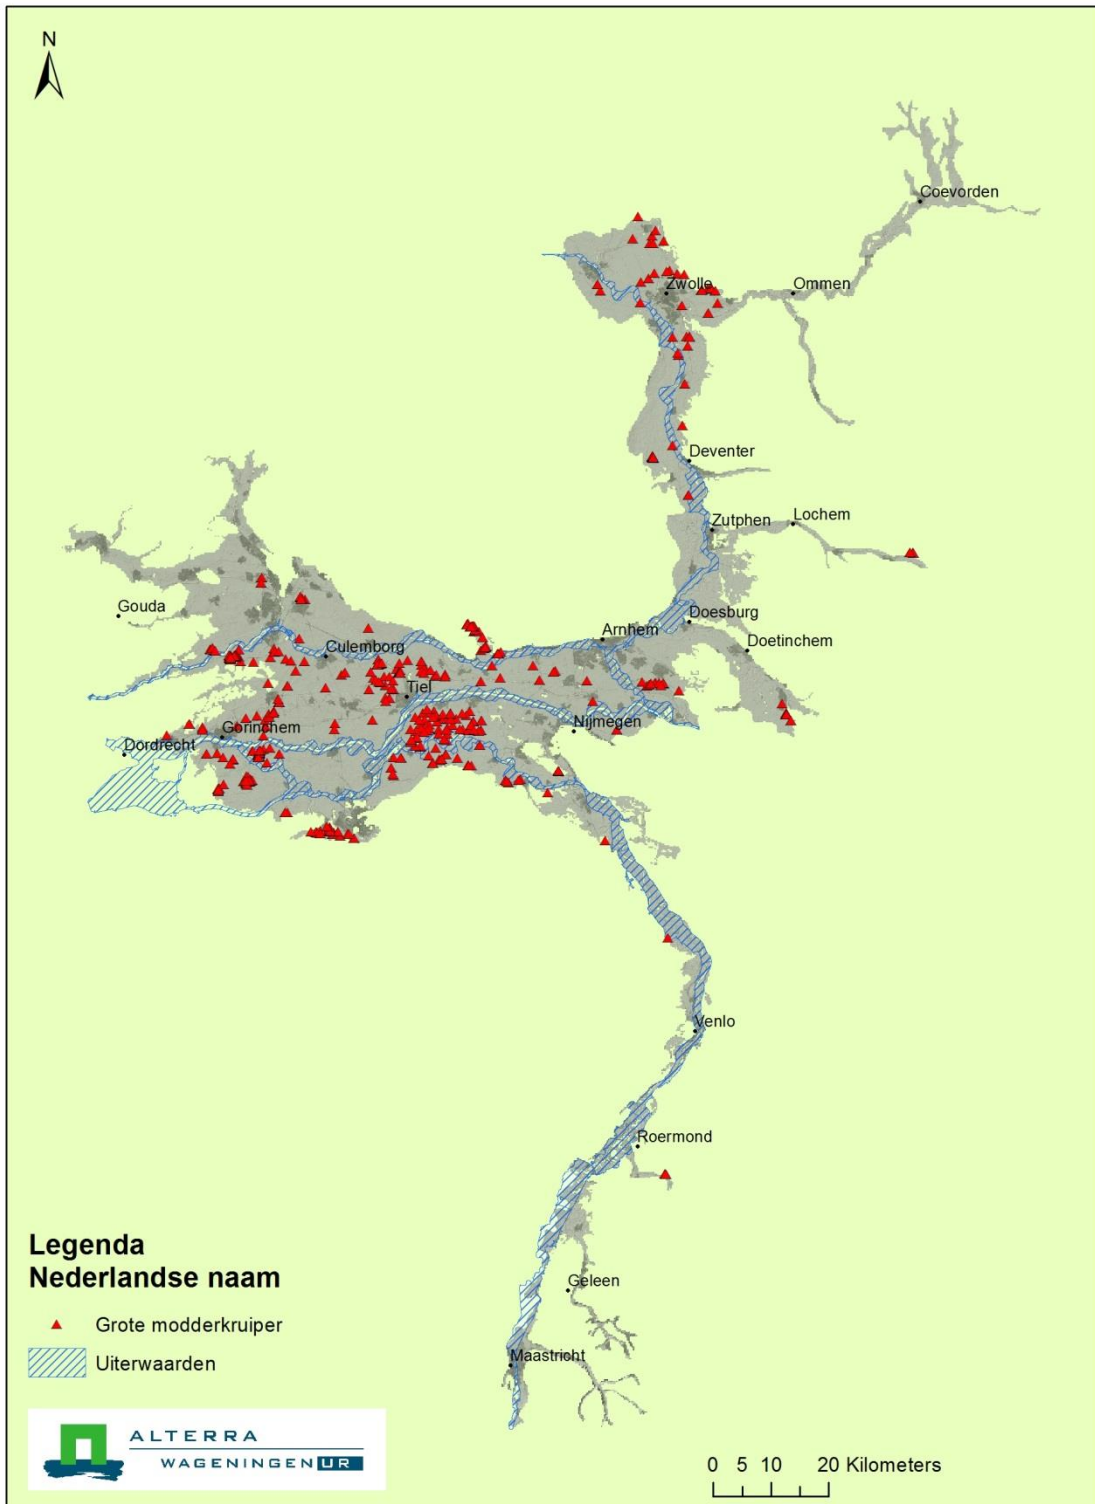 N
Coevorden
Zwolle
Ommen
Deventer
Zutphen
Lochem
Gouda
Doesburg
Arnhem
Doetinchem
Culemborg
Tiel
Nijmegen
Gorinchem
Dordrecht
Venlo
Roermond
Geleen
Maastricht
Legenda
Nederlandse naam
Grote modderkruiper
Uiterwaarden
ALTERRA
WAGENINGEN UR
0 5 10 20 Kilometers